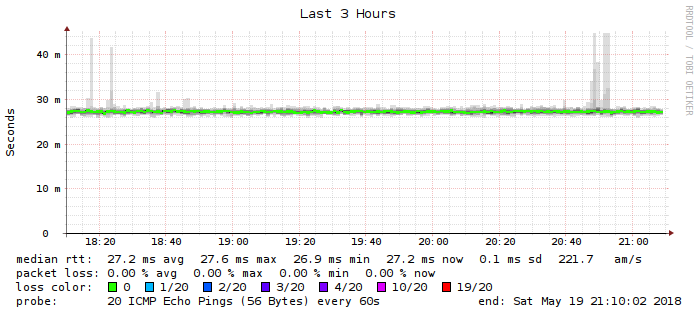 Last 3 Hours
RRDTOOL / TOBI OETIKER
Seconds
40 m
30 m
20 m
10 m
0
18:20 18:40 19:00 19:20 19:40 20:00 20:20 20:40 21:00
median rtt: 27.2 ms avg 27.6 ms max 26.9 ms min 27.2 ms now 0.1 ms sd 221.7 am/s
packet loss: 0.00 % avg 0.00 % max 0.00 % min 0.00 % now
loss color: 0 1/20 2/20 3/20 4/20 10/20 19/20
probe: 20 ICMP Echo Pings (56 Bytes) every 60s end: Sat May 19 21:10:02 2018